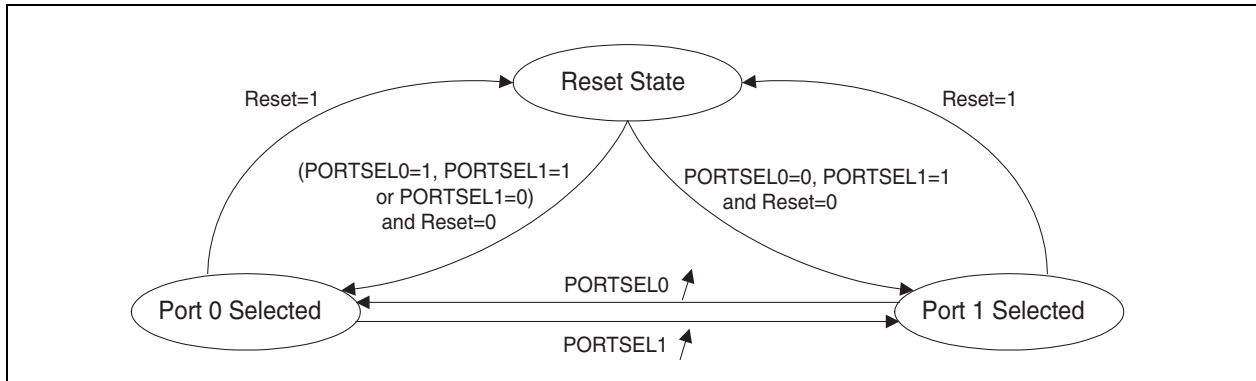 Reset State
Reset=1
Reset=1
(PORTSEL0=1, PORTSEL1=1
or PORTSEL1=0)
and Reset=0
PORTSEL0=0, PORTSEL1=1
and Reset=0
PORTSEL0
Port 0 Selected
Port 1 Selected
PORTSEL1